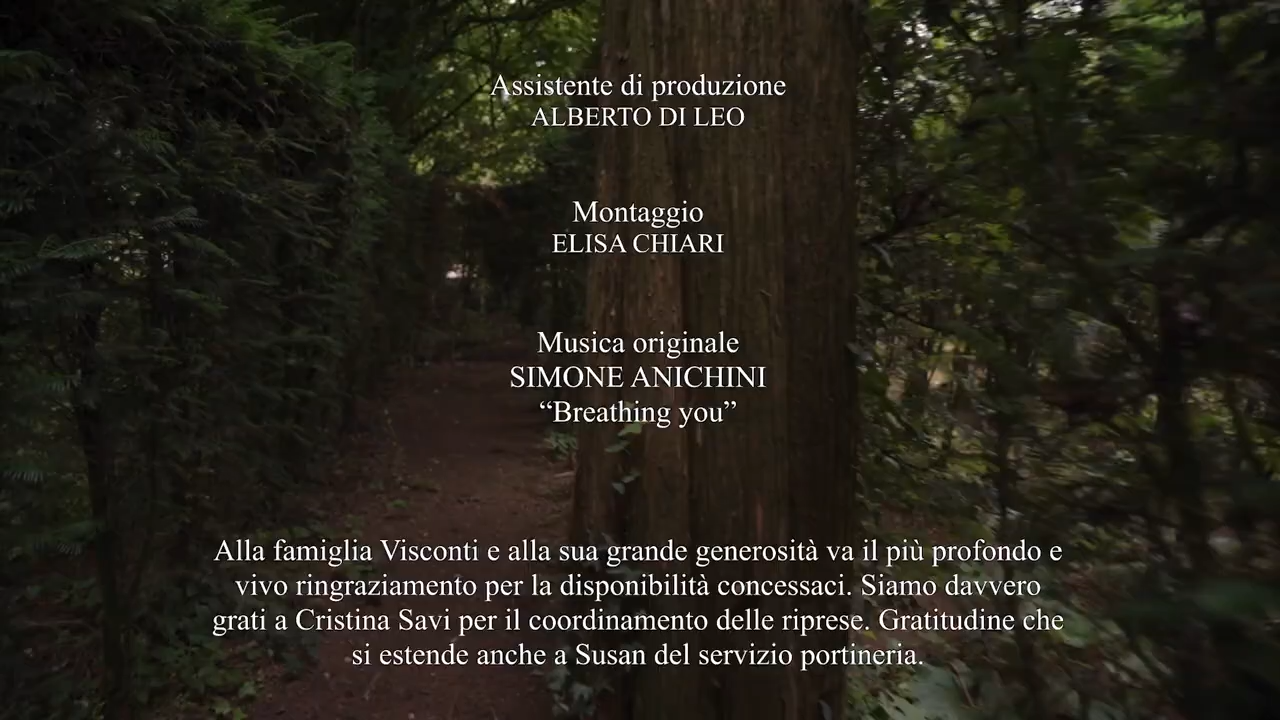 Assistente di produzione
ALBERTO DI LEO
Montaggio
ELISA CHIARI
Musica originale
SIMONE ANICHINI
“Breathing you”
Alla famiglia Visconti e alla sua grande generosità va il più profondo e
vivo ringraziamento per la disponibilità concessaci. Siamo davvero
grati a Cristina Savi per il coordinamento delle riprese. Gratitudine che
si estende anche a Susan del servizio portineria.